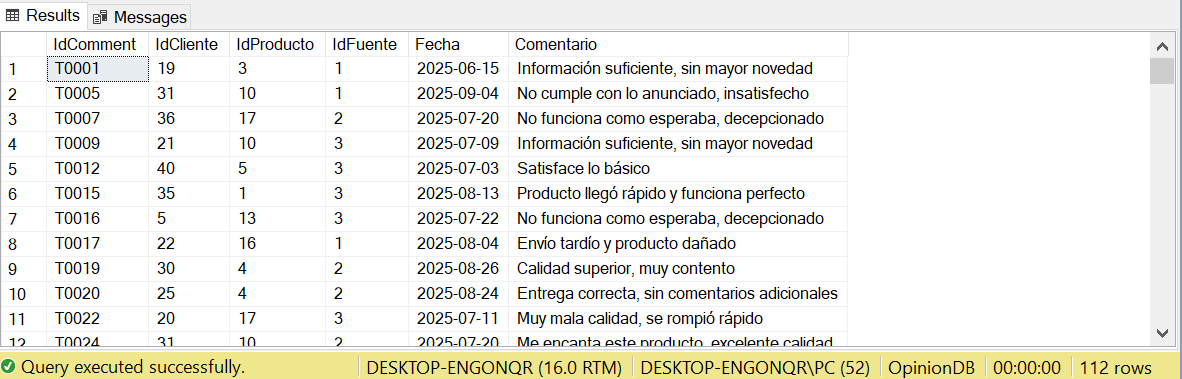 Results Messages
IdComment IdCliente IdProducto IdFuente Fecha Comentario
1 T0001 19 3 1 2025-06-15 Información suficiente, sin mayor novedad
2 T0005 31 10 1 2025-09-04 No cumple con lo anunciado, insatisfecho
3 T0007 36 17 2 2025-07-20 No funciona como esperaba, decepcionado
4 T0009 21 10 3 2025-07-09 Información suficiente, sin mayor novedad
5 T0012 40 5 3 2025-07-03 Satisface lo básico
6 T0015 35 1 3 2025-08-13 Producto llegó rápido y funciona perfecto
7 T0016 5 13 3 2025-07-22 No funciona como esperaba, decepcionado
8 T0017 22 16 1 2025-08-04 Envío tardío y producto dañado
9 T0019 30 4 2 2025-08-26 Calidad superior, muy contento
10 T0020 25 4 2 2025-08-24 Entrega correcta, sin comentarios adicionales
11 T0022 20 17 3 2025-07-11 Muy mala calidad, se rompió rápido
12 T0024 31 10 2 2025-07-20 Me encanta este producto, excelente calidad
Query executed successfully. DESKTOP-ENGONQR (16.0 RTM) DESKTOP-ENGONQR\PC (52) OpinionDB 00:00:00 112 rows